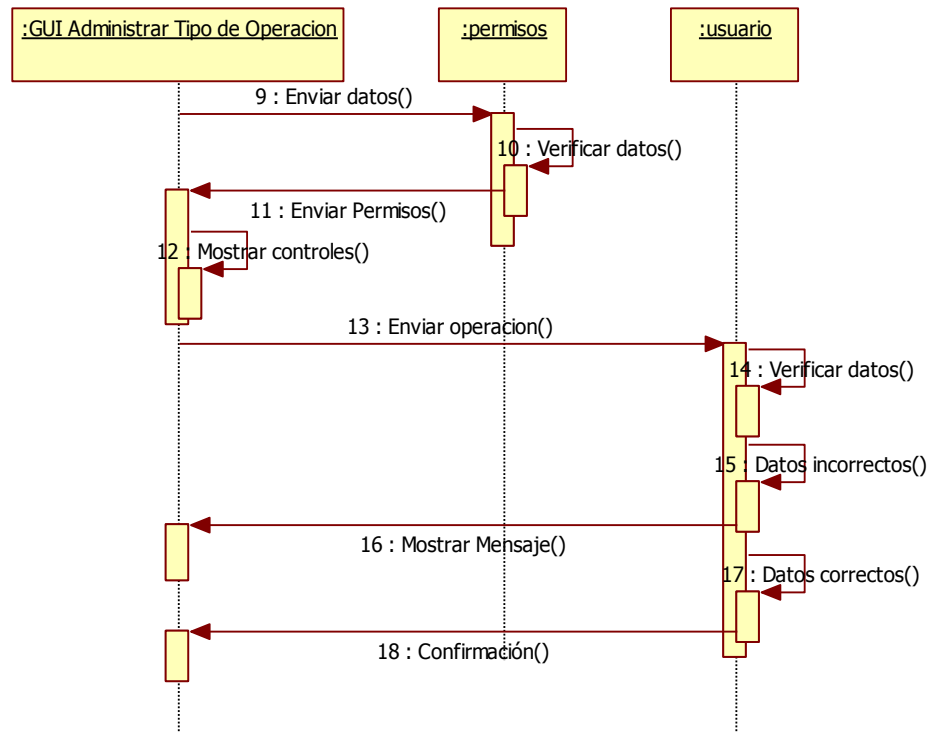 :GUI Administrar Tipo de Operacion
:permisos
:usuario
9 : Enviar datos()
10 : Verificar datos()
11 : Enviar Permisos()
12 : Mostrar controles()
13 : Enviar operacion()
14 : Verificar datos()
15 : Datos incorrectos()
16 : Mostrar Mensaje()
17 : Datos correctos()
18 : Confirmación()